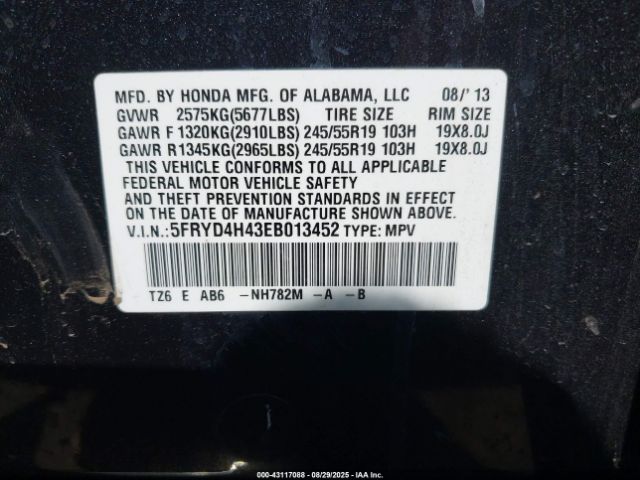 MFD. BY HONDA MFG. OF ALABAMA, LLC 08/'13
GVWR 2575KG(5677LBS) TIRE SIZE RIM SIZE
GAWR F 1320KG(2910LBS) 245/55R19 103H 19X8.0J
GAWR R 1345KG(2965LBS) 245/55R19 103H 19X8.0J
THIS VEHICLE CONFORMS TO ALL APPLICABLE
FEDERAL MOTOR VEHICLE SAFETY
AND THEFT PREVENTION STANDARDS IN EFFECT
ON THE DATE OF MANUFACTURE SHOWN ABOVE.
V.I.N.:5FRYD4H43EB013452 TYPE: MPV
TZ6 E AB6 -NH782M -A -B
© - 43117088 - 08/29/2025 - IAA Inc.